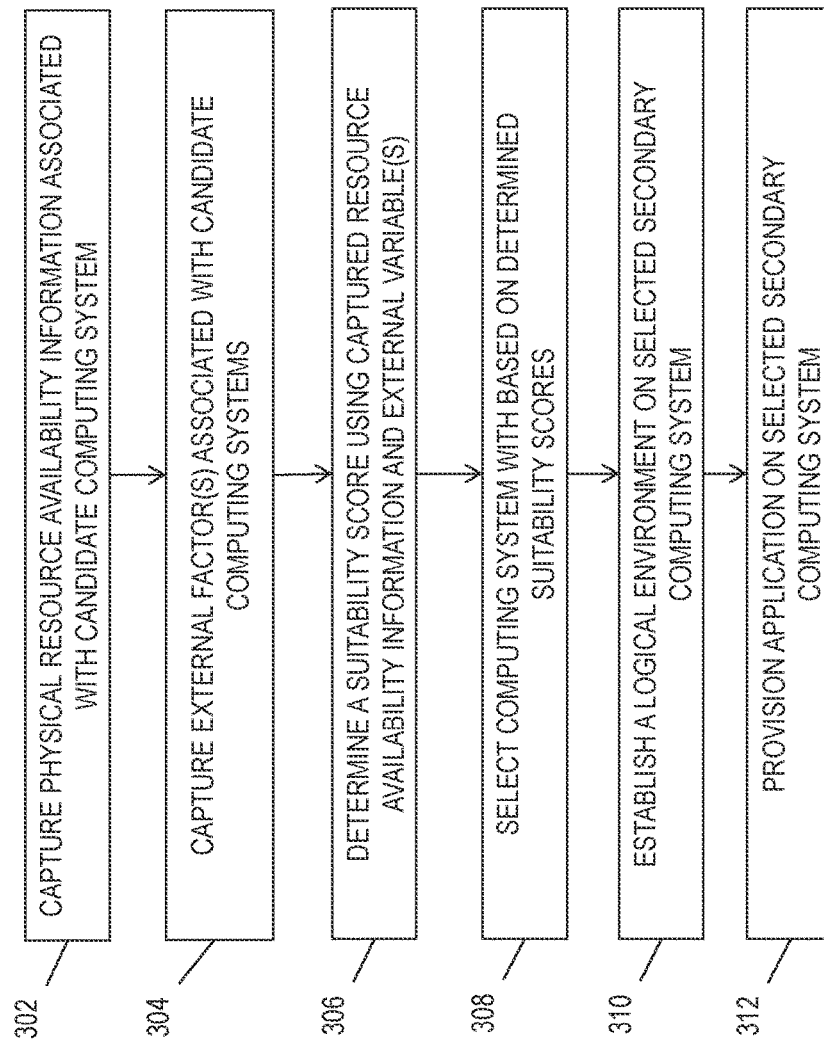 302
CAPTURE PHYSICAL RESOURCE AVAILABILITY INFORMATION ASSOCIATED
WITH CANDIDATE COMPUTING SYSTEM
304
CAPTURE EXTERNAL FACTOR(S) ASSOCIATED WITH CANDIDATE
COMPUTING SYSTEMS
306
DETERMINE A SUITABILITY SCORE USING CAPTURED RESOURCE
AVAILABILITY INFORMATION AND EXTERNAL VARIABLE(S)
308
SELECT COMPUTING SYSTEM WITH BASED ON DETERMINED
SUITABILITY SCORES
310
ESTABLISH A LOGICAL ENVIRONMENT ON SELECTED SECONDARY
COMPUTING SYSTEM
312
PROVISION APPLICATION ON SELECTED SECONDARY
COMPUTING SYSTEM